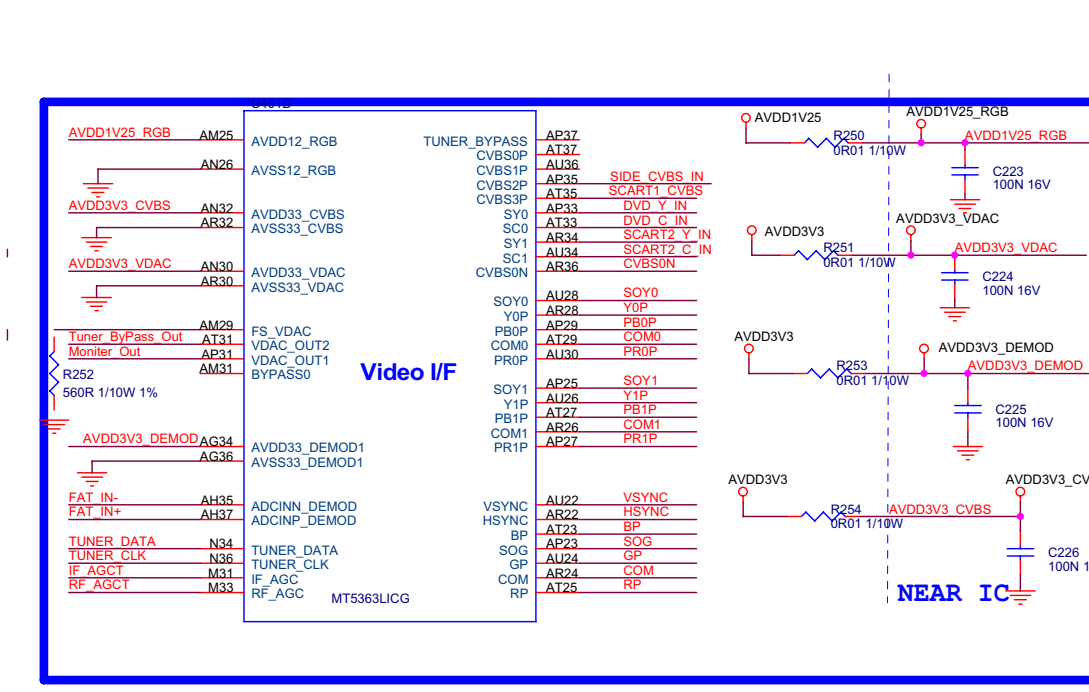 U401D
AVDD1V25_RGB AM25 AVDD12_RGB
AN26 AVSS12_RGB
AVDD3V3_CVBS AN32 AVDD33_CVBS
AR32 AVSS33_CVBS
AVDD3V3_VDAC AN30 AVDD33_VDAC
AR30 AVSS33_VDAC
AM29 FS_VDAC
Tuner_ByPass_Out AT31 VDAC_OUT2
Moniter_Out AP31 VDAC_OUT1
AM31 BYPASS0
R252
560R 1/10W 1%
AVDD3V3_DEMOD AG34 AVDD33_DEMOD1
AG36 AVSS33_DEMOD1
FAT_IN- AH35 ADCINN_DEMOD
FAT_IN+ AH37 ADCINP_DEMOD
TUNER_DATA N34 TUNER_DATA
TUNER_CLK N36 TUNER_CLK
IF_AGCT M31 IF_AGC
RF_AGCT M33 RF_AGC
Video I/F
MT5363LICG
TUNER_BYPASS AP37
CVBS0P AT37
CVBS1P AU36
CVBS2P AP35 SIDE_CVBS_IN
CVBS3P AT35 SCART1_CVBS
SY0 AP33 DVD_Y_IN
SC0 AT33 DVD_C_IN
SY1 AR34 SCART2_Y_IN
SC1 AU34 SCART2_C_IN
CVBS0N AR36 CVBS0N
SOY0 AU28 SOY0
Y0P AR28 Y0P
PB0P AP29 PB0P
COM0 AT29 COM0
PR0P AU30 PR0P
SOY1 AP25 SOY1
Y1P AU26 Y1P
PB1P AT27 PB1P
COM1 AR26 COM1
PR1P AP27 PR1P
VSYNC AU22 VSYNC
HSYNC AR22 HSYNC
BP AT23 BP
SOG AP23 SOG
GP AU24 GP
COM AR24 COM
RP AT25 RP
AVDD1V25
R250
0R01 1/10W
AVDD1V25_RGB
AVDD1V25_RGB
C223
100N 16V
AVDD3V3
R251
0R01 1/10W
AVDD3V3_VDAC
AVDD3V3_VDAC
C224
100N 16V
AVDD3V3
R253
0R01 1/10W
AVDD3V3_DEMOD
AVDD3V3_DEMOD
C225
100N 16V
AVDD3V3
R254
0R01 1/10W
AVDD3V3_CVBS
AVDD3V3_CV
C226
100N 1
NEAR IC